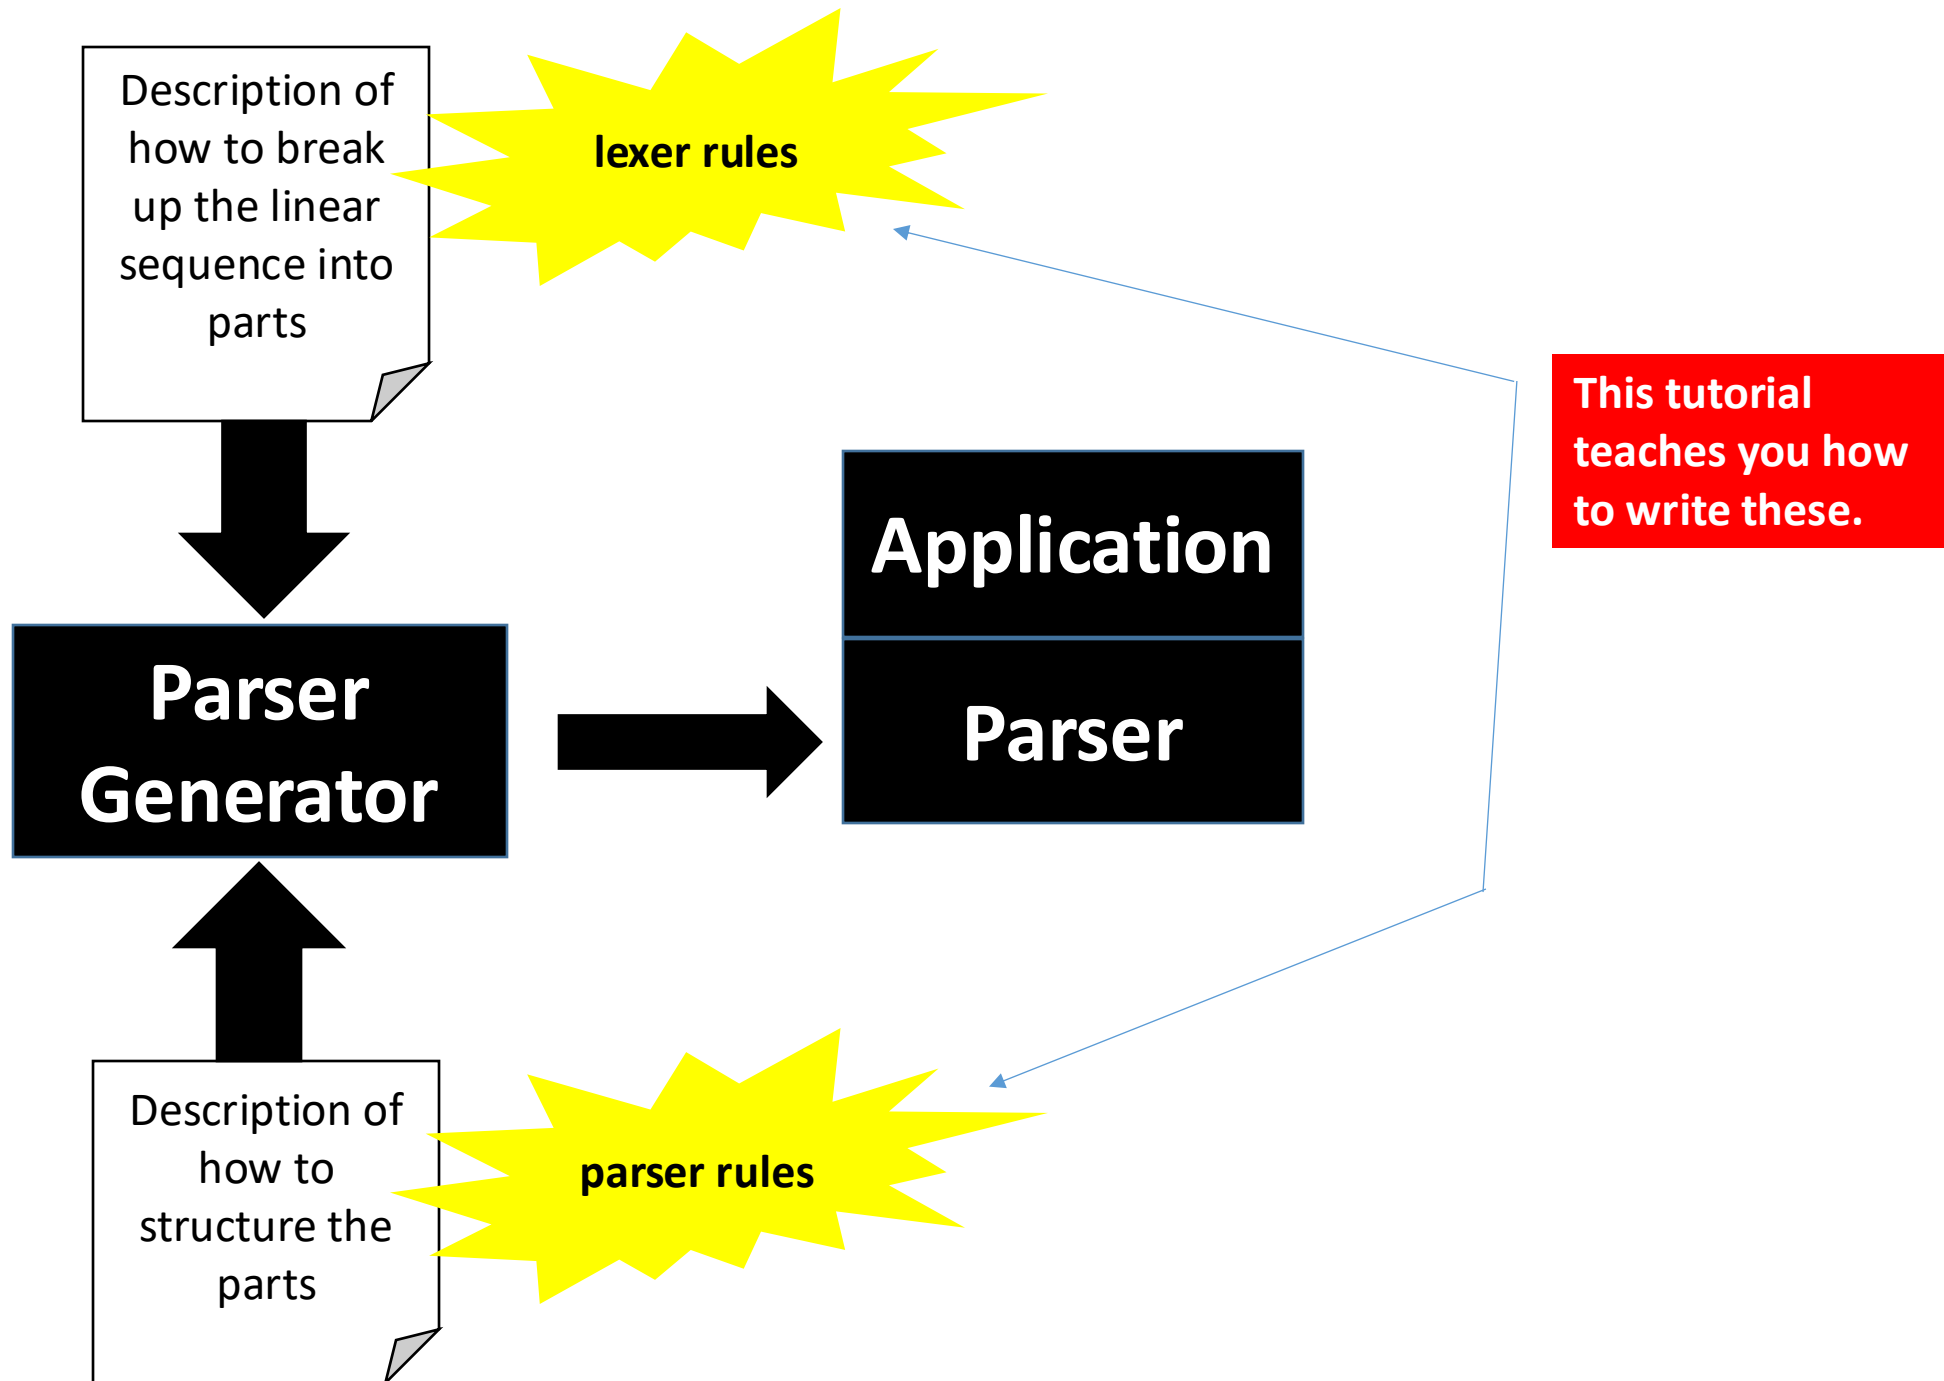 Description of
how to break
up the linear
sequence into
parts
lexer rules
This tutorial
teaches you how
to write these.
Application
Parser
Parser
Generator
Description of
how to
structure the
parts
parser rules